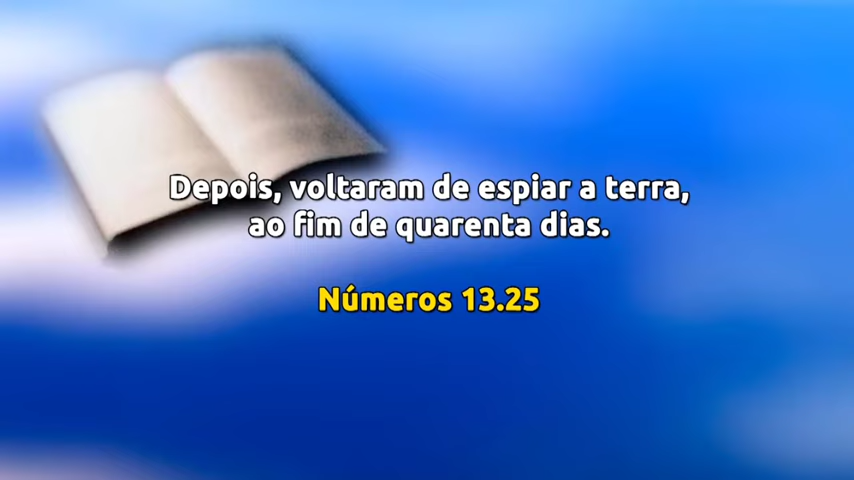 Depois, voltaram de espiar a terra,
ao fim de quarenta dias.
Números 13.25